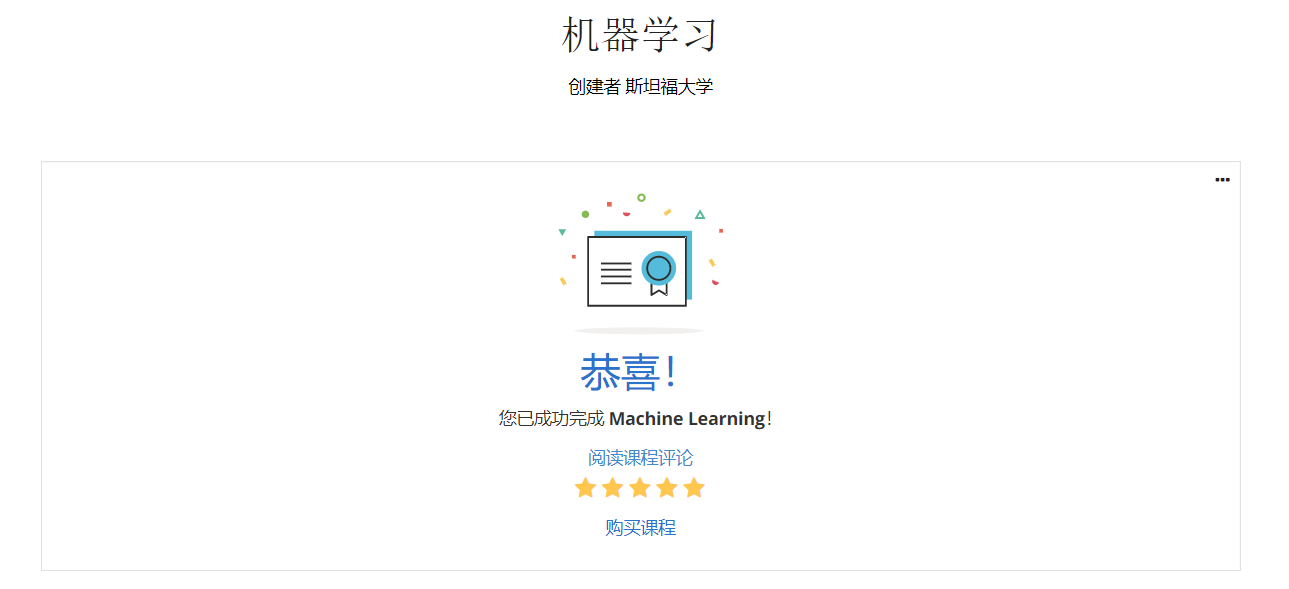 机器学习
创建者 斯坦福大学
恭喜！
您已成功完成 Machine Learning！
阅读课程评论
购买课程